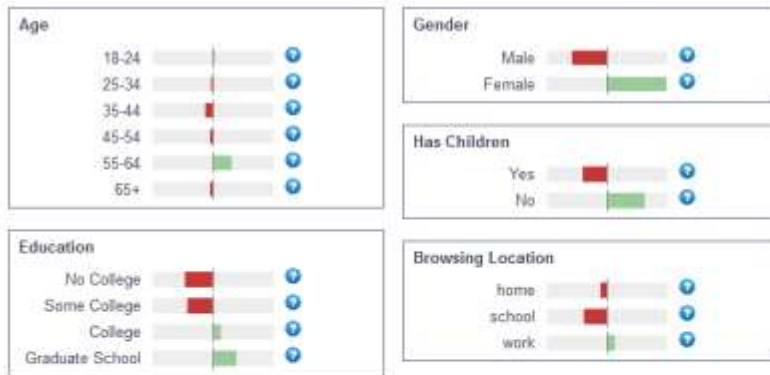 Age
18-24
25-34
35-44
45-54
55-64
65+
Education
No College
Some College
College
Graduate School
Gender
Male
Female
Has Children
Yes
No
Browsing Location
home
school
work